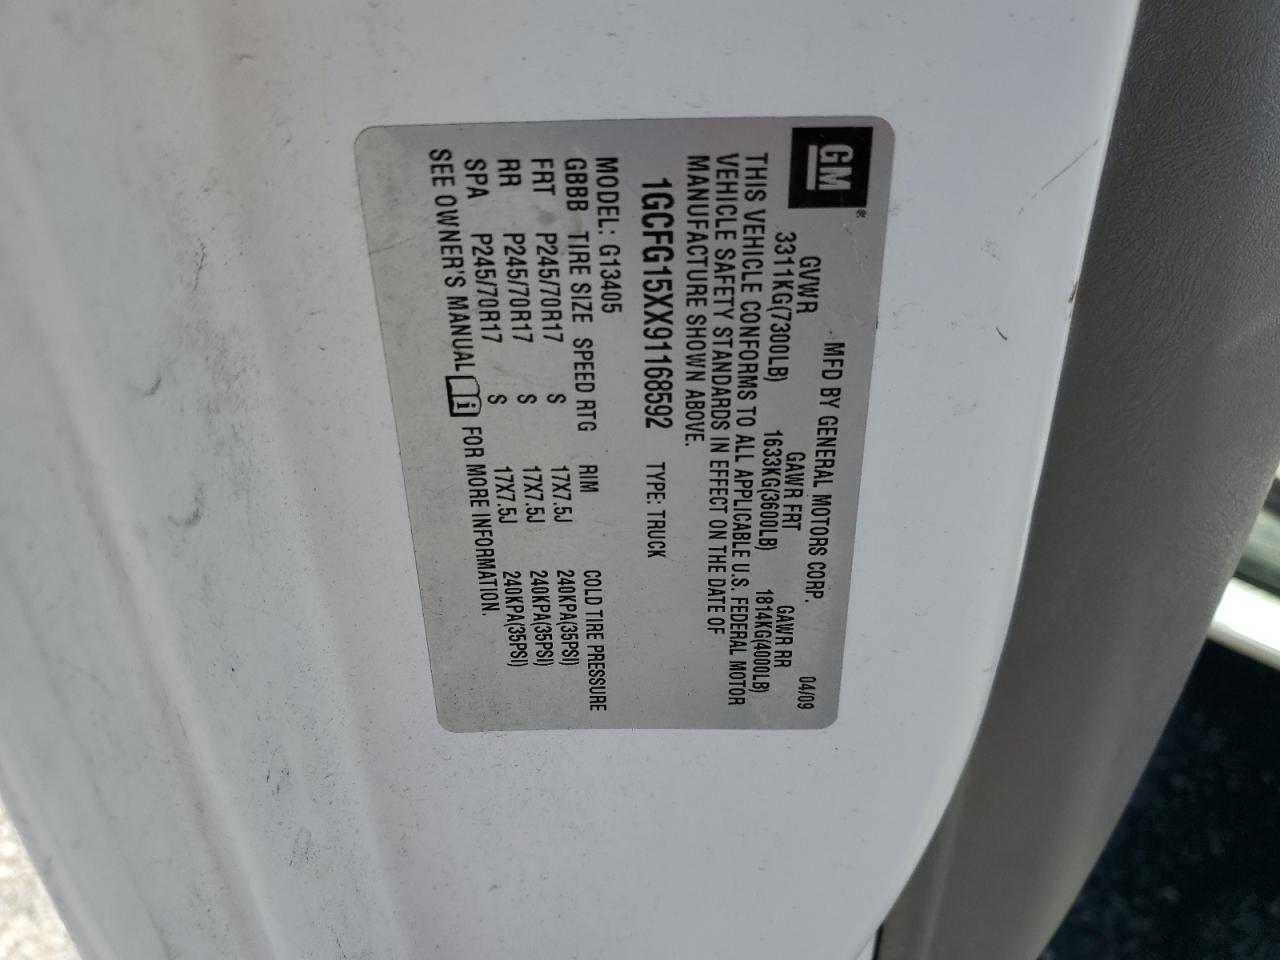 GM®
MFD BY GENERAL MOTORS CORP. 04/09
GVWR GAWR FRT GAWR RR
3311KG(7300LB) 1633KG(3600LB) 1814KG(4000LB)
THIS VEHICLE CONFORMS TO ALL APPLICABLE U.S. FEDERAL MOTOR
VEHICLE SAFETY STANDARDS IN EFFECT ON THE DATE OF
MANUFACTURE SHOWN ABOVE.
1GCFG15XX91168592 TYPE: TRUCK
MODEL: G13405
GBBB TIRE SIZE SPEED RTG RIM COLD TIRE PRESSURE
FRT P245/70R17 S 17X7.5J 240KPA(35PSI)
RR P245/70R17 S 17X7.5J 240KPA(35PSI)
SPA P245/70R17 S 17X7.5J 240KPA(35PSI)
SEE OWNER'S MANUAL i FOR MORE INFORMATION.